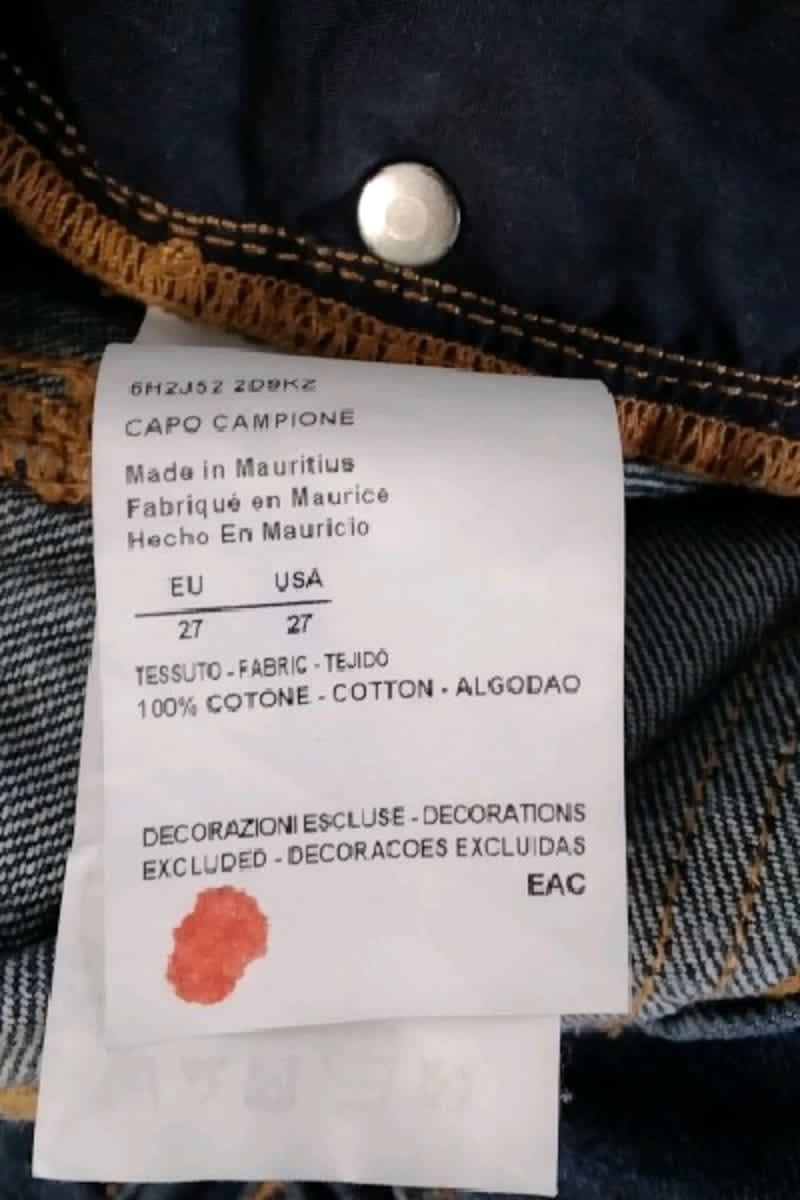 6H2J52 2D9KZ
CAPO CAMPIONE
Made in Mauritius
Fabriqué en Maurice
Hecho En Mauricio
EU USA
27 27
TESSUTO - FABRIC - TEJIDO
100% COTONE - COTTON - ALGODAO
DECORAZIONI ESCLUSE - DECORATIONS
EXCLUDED - DECORACOES EXCLUIDAS
EAC